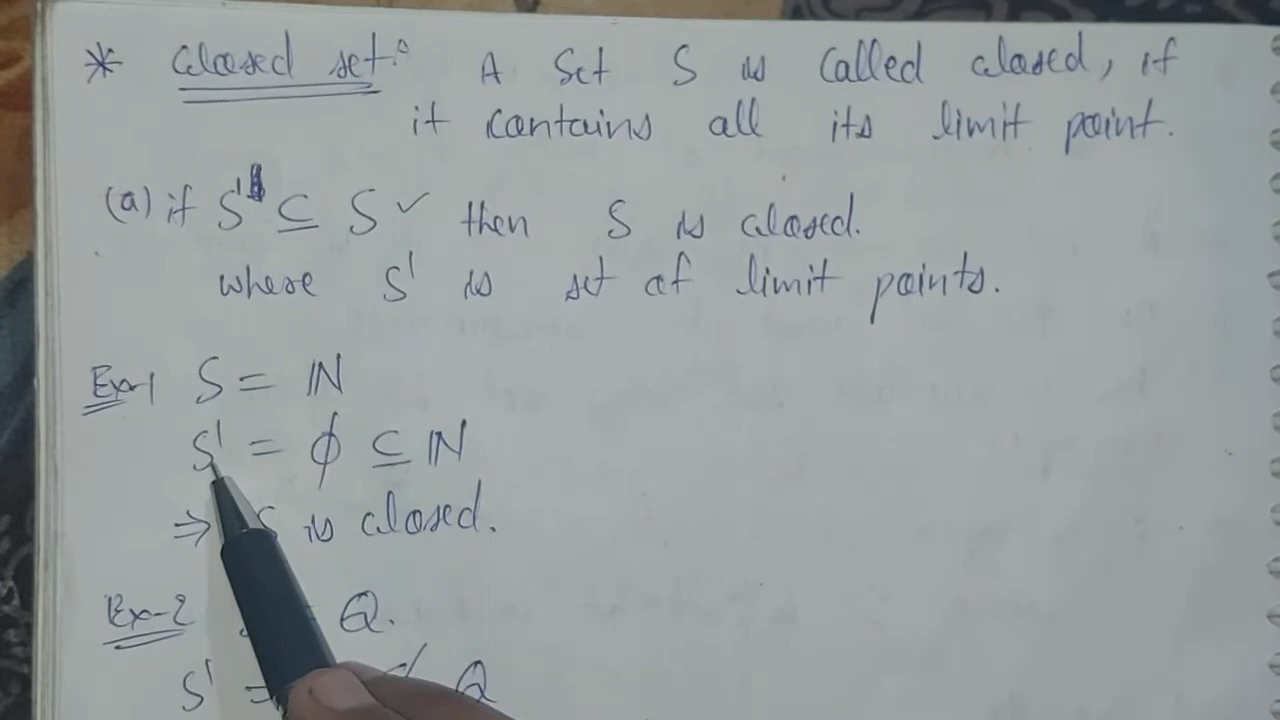 * Closed set: A set S is called closed, if
it contains all its limit point.
(a) if S' ⊆ S ✓ then S is closed.
where S' is set of limit points.
Ex-1 S = ℕ
S' = ϕ ⊆ ℕ
⇒ S is closed.
Ex-2 = Q.
S' = Q